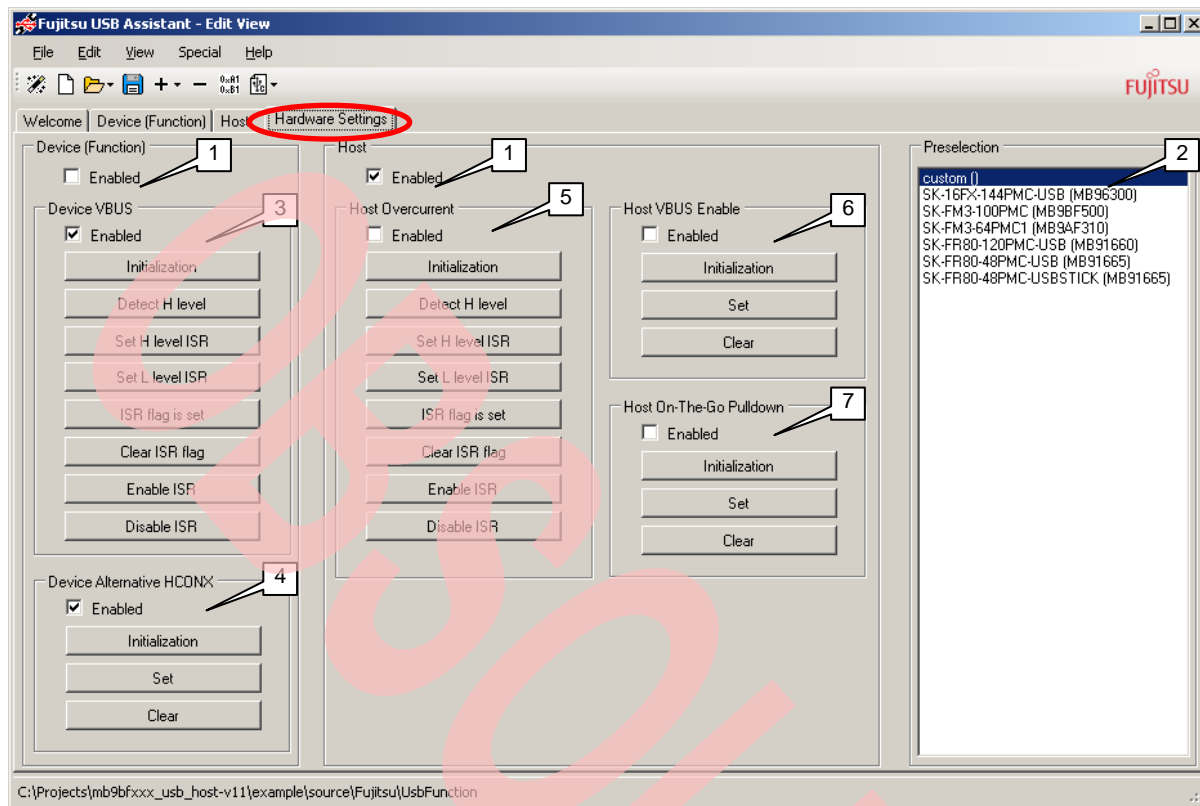 Fujitsu USB Assistant - Edit View
File Edit View Special Help
0xA1
0xB1
FUJITSU
Welcome Device (Function) Host Hardware Settings
Device (Function)
1
Enabled
Device VBUS
3
Enabled
Initialization
Detect H level
Set H level ISR
Set L level ISR
ISR flag is set
Clear ISR flag
Enable ISR
Disable ISR
Device Alternative HCONX
4
Enabled
Initialization
Set
Clear
Host
1
Enabled
Host Overcurrent
5
Enabled
Initialization
Detect H level
Set H level ISR
Set L level ISR
ISR flag is set
Clear ISR flag
Enable ISR
Disable ISR
Host VBUS Enable
6
Enabled
Initialization
Set
Clear
Host On-The-Go Pulldown
7
Enabled
Initialization
Set
Clear
Preselection
2
custom ()
SK-16FX-144PMC-USB (MB96300)
SK-FM3-100PMC (MB9BF500)
SK-FM3-64PMC1 (MB9AF310)
SK-FR80-120PMC-USB (MB91660)
SK-FR80-48PMC-USB (MB91665)
SK-FR80-48PMC-USBSTICK (MB91665)
C:\Projects\mb9bfxxx_usb_host-v11\example\source\Fujitsu\UsbFunction